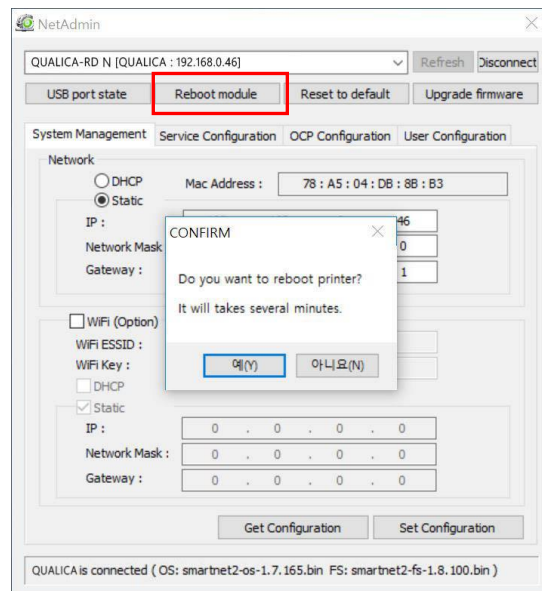 NetAdmin
QUALICA-RD N [QUALICA : 192.168.0.46]
Refresh
Disconnect
USB port state
Reboot module
Reset to default
Upgrade firmware
System Management
Service Configuration
OCP Configuration
User Configuration
Network
DHCP
Mac Address :
78 : A5 : 04 : DB : 8B : B3
Static
IP :
46
Network Mask
0
Gateway :
1
CONFIRM
Do you want to reboot printer?
It will takes several minutes.
예(Y)
아니요(N)
WiFi (Option)
WiFi ESSID :
WiFi Key :
DHCP
Static
IP :
0 . 0 . 0 . 0
Network Mask :
0 . 0 . 0 . 0
Gateway :
0 . 0 . 0 . 0
Get Configuration
Set Configuration
QUALICA is connected ( OS: smartnet2-os-1.7.165.bin FS: smartnet2-fs-1.8.100.bin )